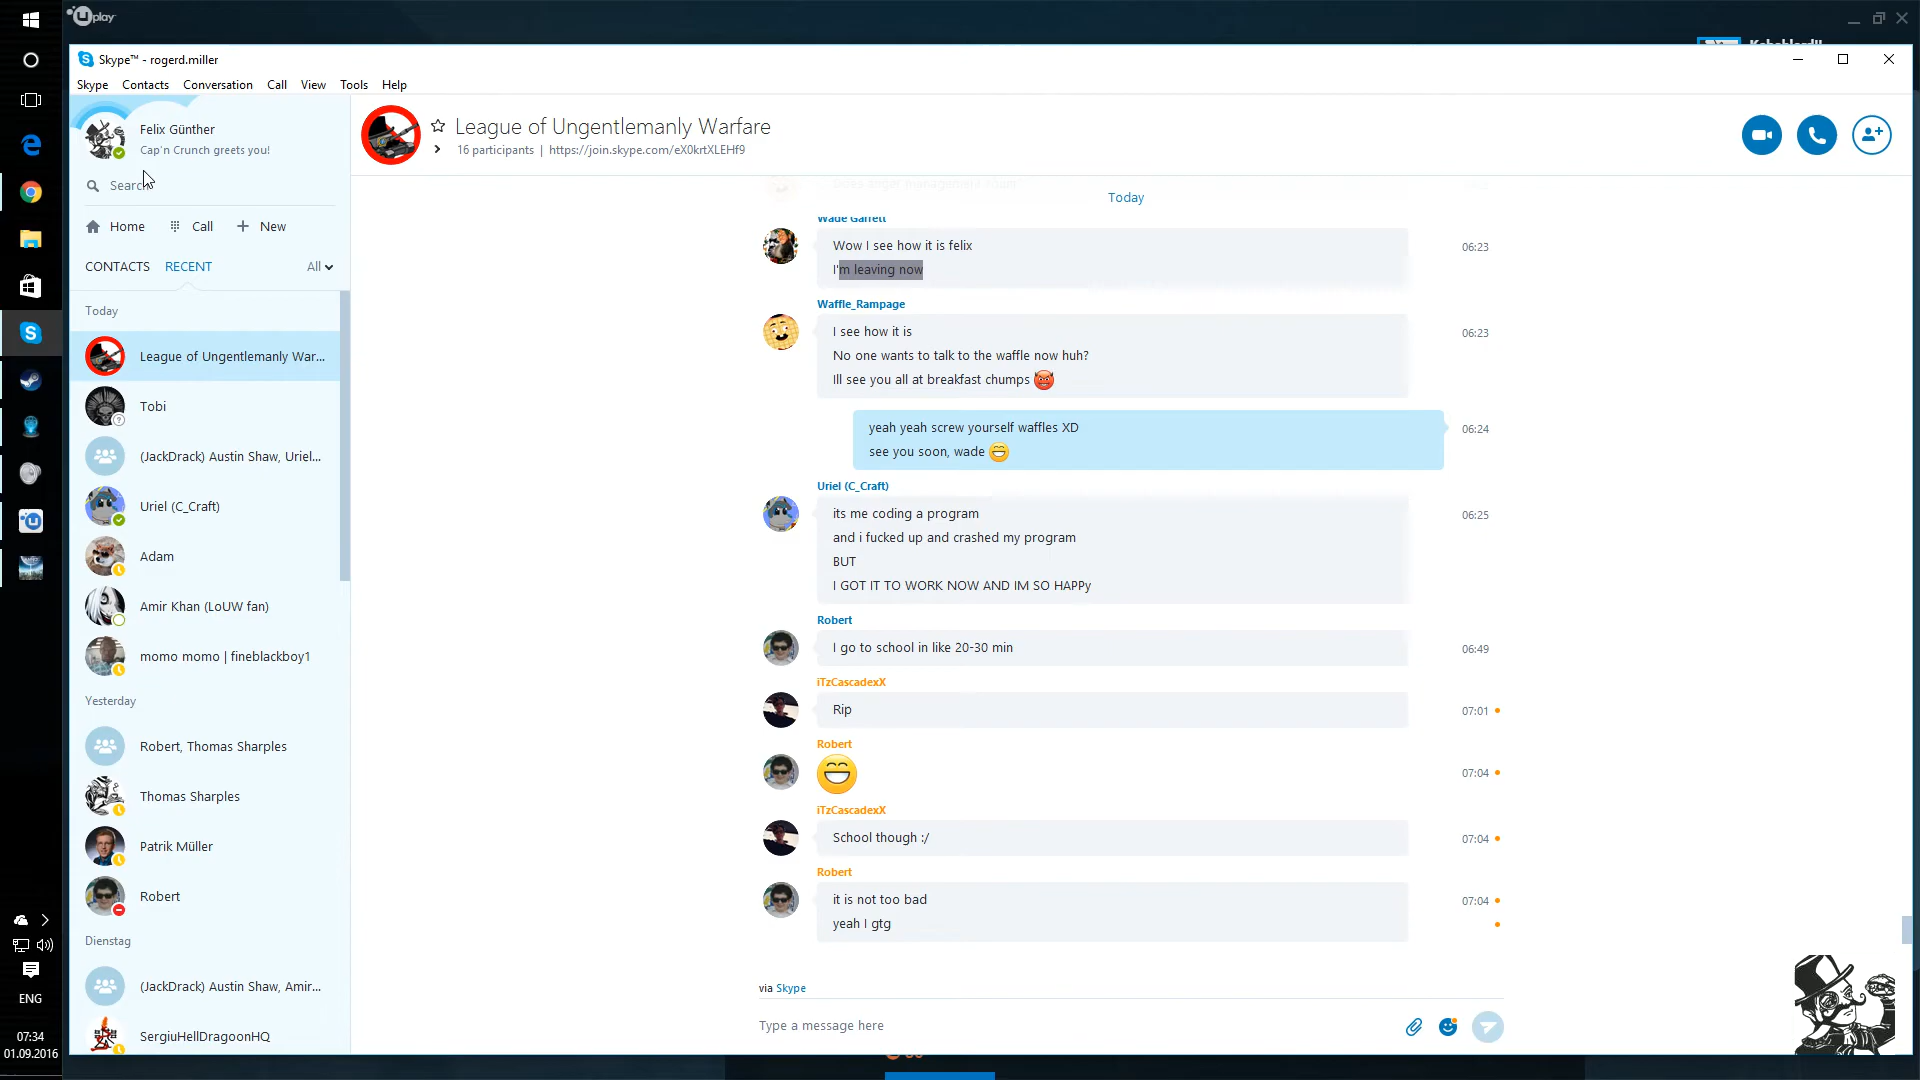 uplay
Skype™ - rogerd.miller
Skype Contacts Conversation Call View Tools Help
Felix Günther
Cap'n Crunch greets you!
Search
Home Call New
CONTACTS RECENT All
Today
League of Ungentlemanly War...
Tobi
(JackDrack) Austin Shaw, Uriel...
Uriel (C_Craft)
Adam
Amir Khan (LoUW fan)
momo momo | fineblackboy1
Yesterday
Robert, Thomas Sharples
Thomas Sharples
Patrik Müller
Robert
Dienstag
(JackDrack) Austin Shaw, Amir...
SergiuHellDragoonHQ
League of Ungentlemanly Warfare
16 participants | https://join.skype.com/eX0krtXLEHf9
Today
Wade Garrett
Wow I see how it is felix 06:23
I'm leaving now
Waffle_Rampage
I see how it is 06:23
No one wants to talk to the waffle now huh?
Ill see you all at breakfast chumps
yeah yeah screw yourself waffles XD 06:24
see you soon, wade
Uriel (C_Craft)
its me coding a program 06:25
and i fucked up and crashed my program
BUT
I GOT IT TO WORK NOW AND IM SO HAPPy
Robert
I go to school in like 20-30 min 06:49
iTzCascadexX
Rip 07:01
Robert
07:04
iTzCascadexX
School though :/ 07:04
Robert
it is not too bad 07:04
yeah I gtg
via Skype
Type a message here
ENG
07:34
01.09.2016